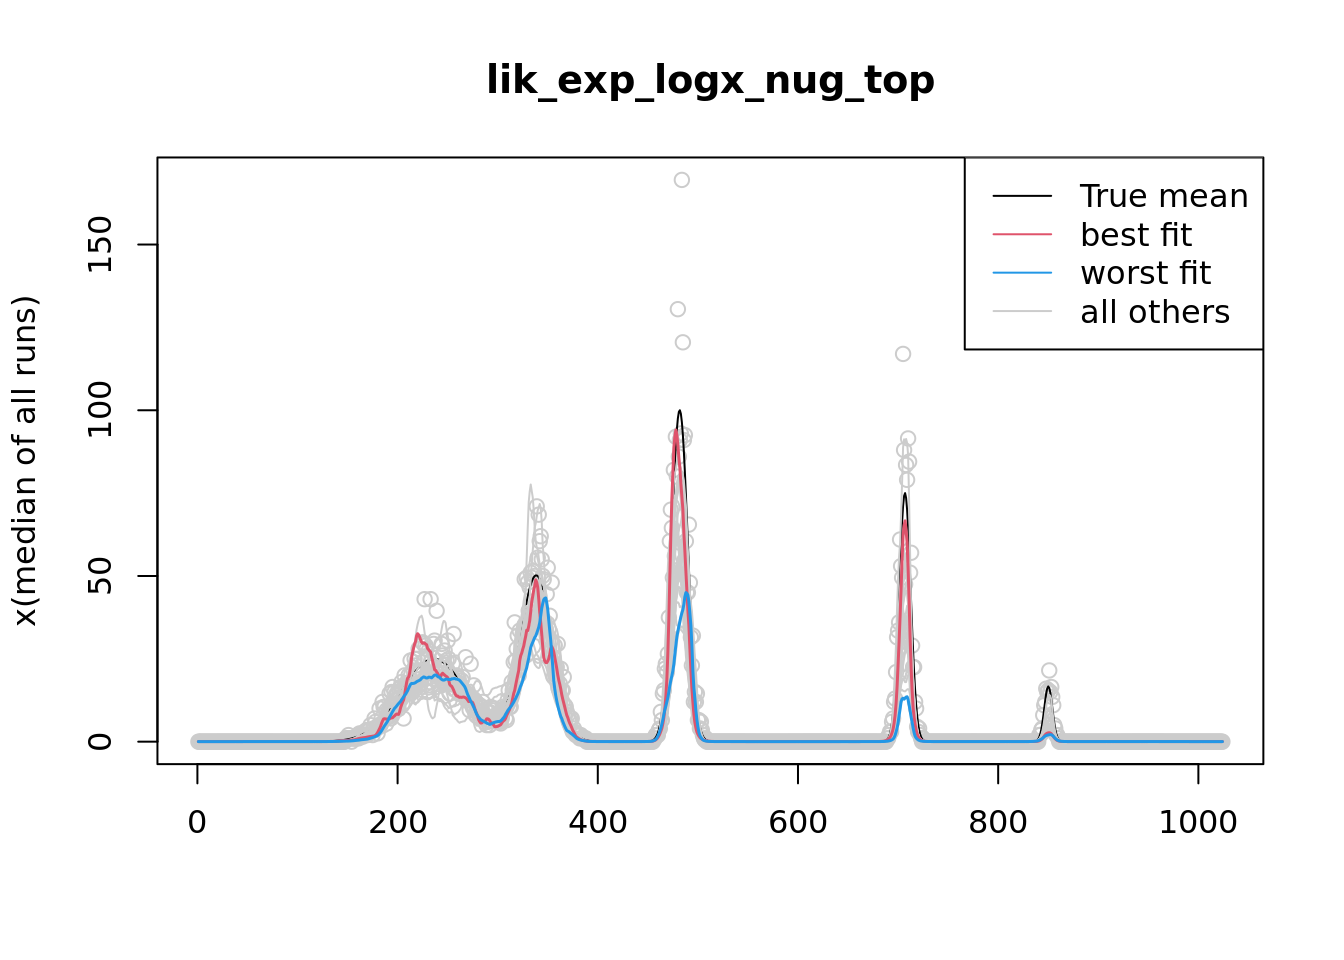 lik_exp_logx_nug_top
True mean
best fit
worst fit
all others
x(median of all runs)
150
100
50
0
0 200 400 600 800 1000